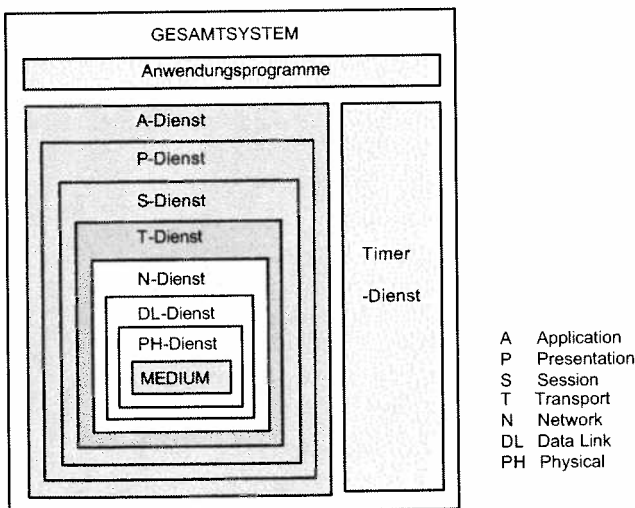 GESAMTSYSTEM
Anwendungsprogramme
A-Dienst
P-Dienst
S-Dienst
T-Dienst
N-Dienst
DL-Dienst
PH-Dienst
MEDIUM
Timer
-Dienst
A Application
P Presentation
S Session
T Transport
N Network
DL Data Link
PH Physical